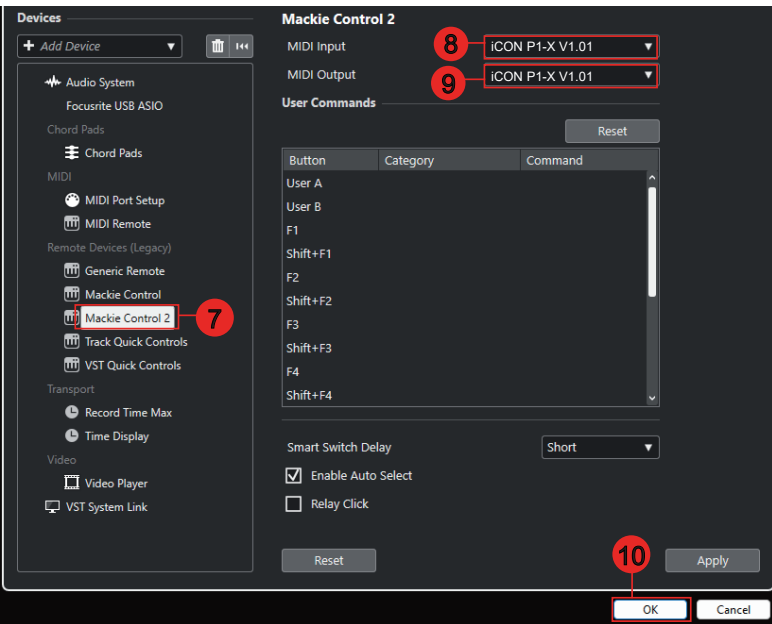 Devices
+ Add Device
Audio System
Focusrite USB ASIO
Chord Pads
Chord Pads
MIDI
MIDI Port Setup
MIDI Remote
Remote Devices (Legacy)
Generic Remote
Mackie Control
Mackie Control 2
7
Track Quick Controls
VST Quick Controls
Transport
Record Time Max
Time Display
Video
Video Player
VST System Link
Mackie Control 2
MIDI Input
8
iCON P1-X V1.01
MIDI Output
9
iCON P1-X V1.01
User Commands
Reset
Button Category Command
User A
User B
F1
Shift+F1
F2
Shift+F2
F3
Shift+F3
F4
Shift+F4
Smart Switch Delay Short
Enable Auto Select
Relay Click
Reset
10
Apply
OK Cancel